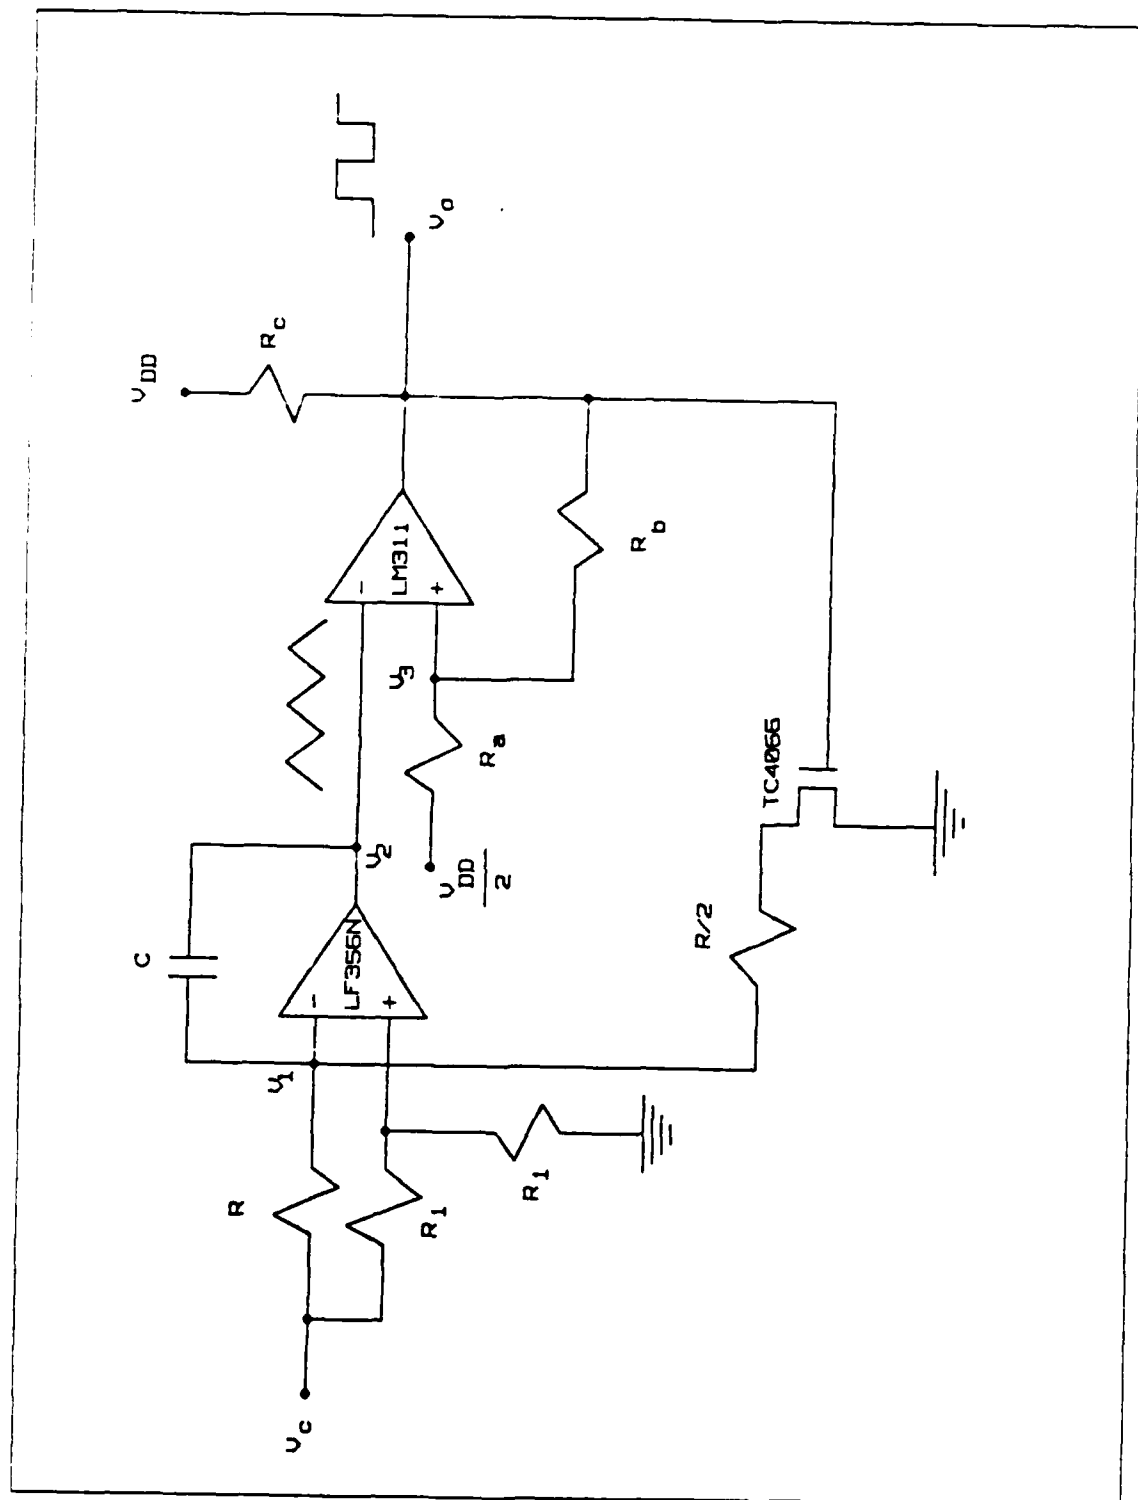 V_DD
R_c
V_o
C
V_1
V_2
LF356N
-
+
R
R_1
R_1
V_c
V_DD/2
R_a
V_3
LM311
-
+
R_b
R/2
TC4066